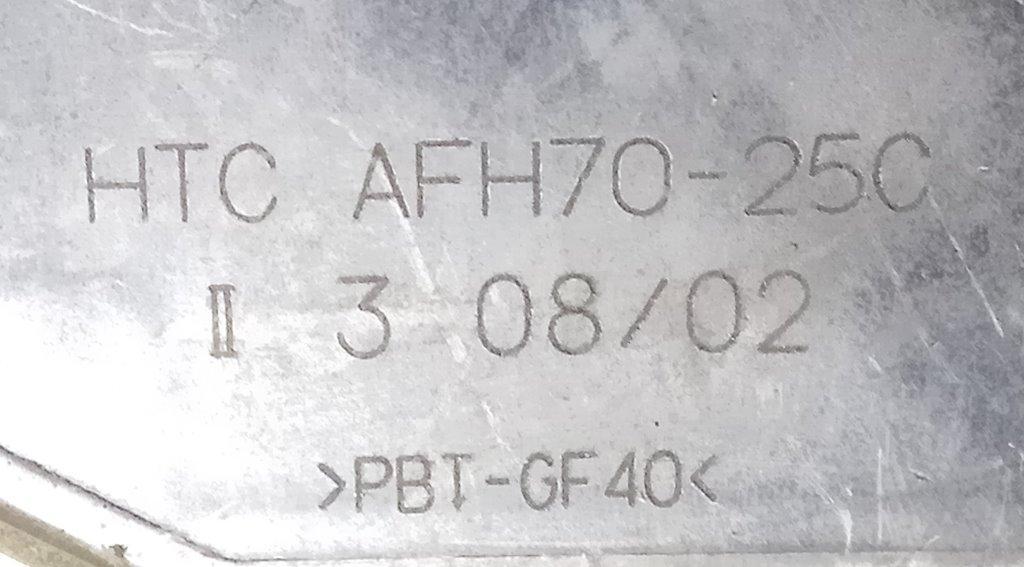 HTC AFH70-25C
II 3 08/02
>PBT-GF40<